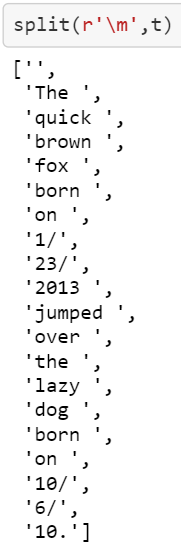 split(r'\m',t)
['',
 'The ',
 'quick ',
 'brown ',
 'fox ',
 'born ',
 'on ',
 '1/',
 '23/',
 '2013 ',
 'jumped ',
 'over ',
 'the ',
 'lazy ',
 'dog ',
 'born ',
 'on ',
 '10/',
 '6/',
 '10.']